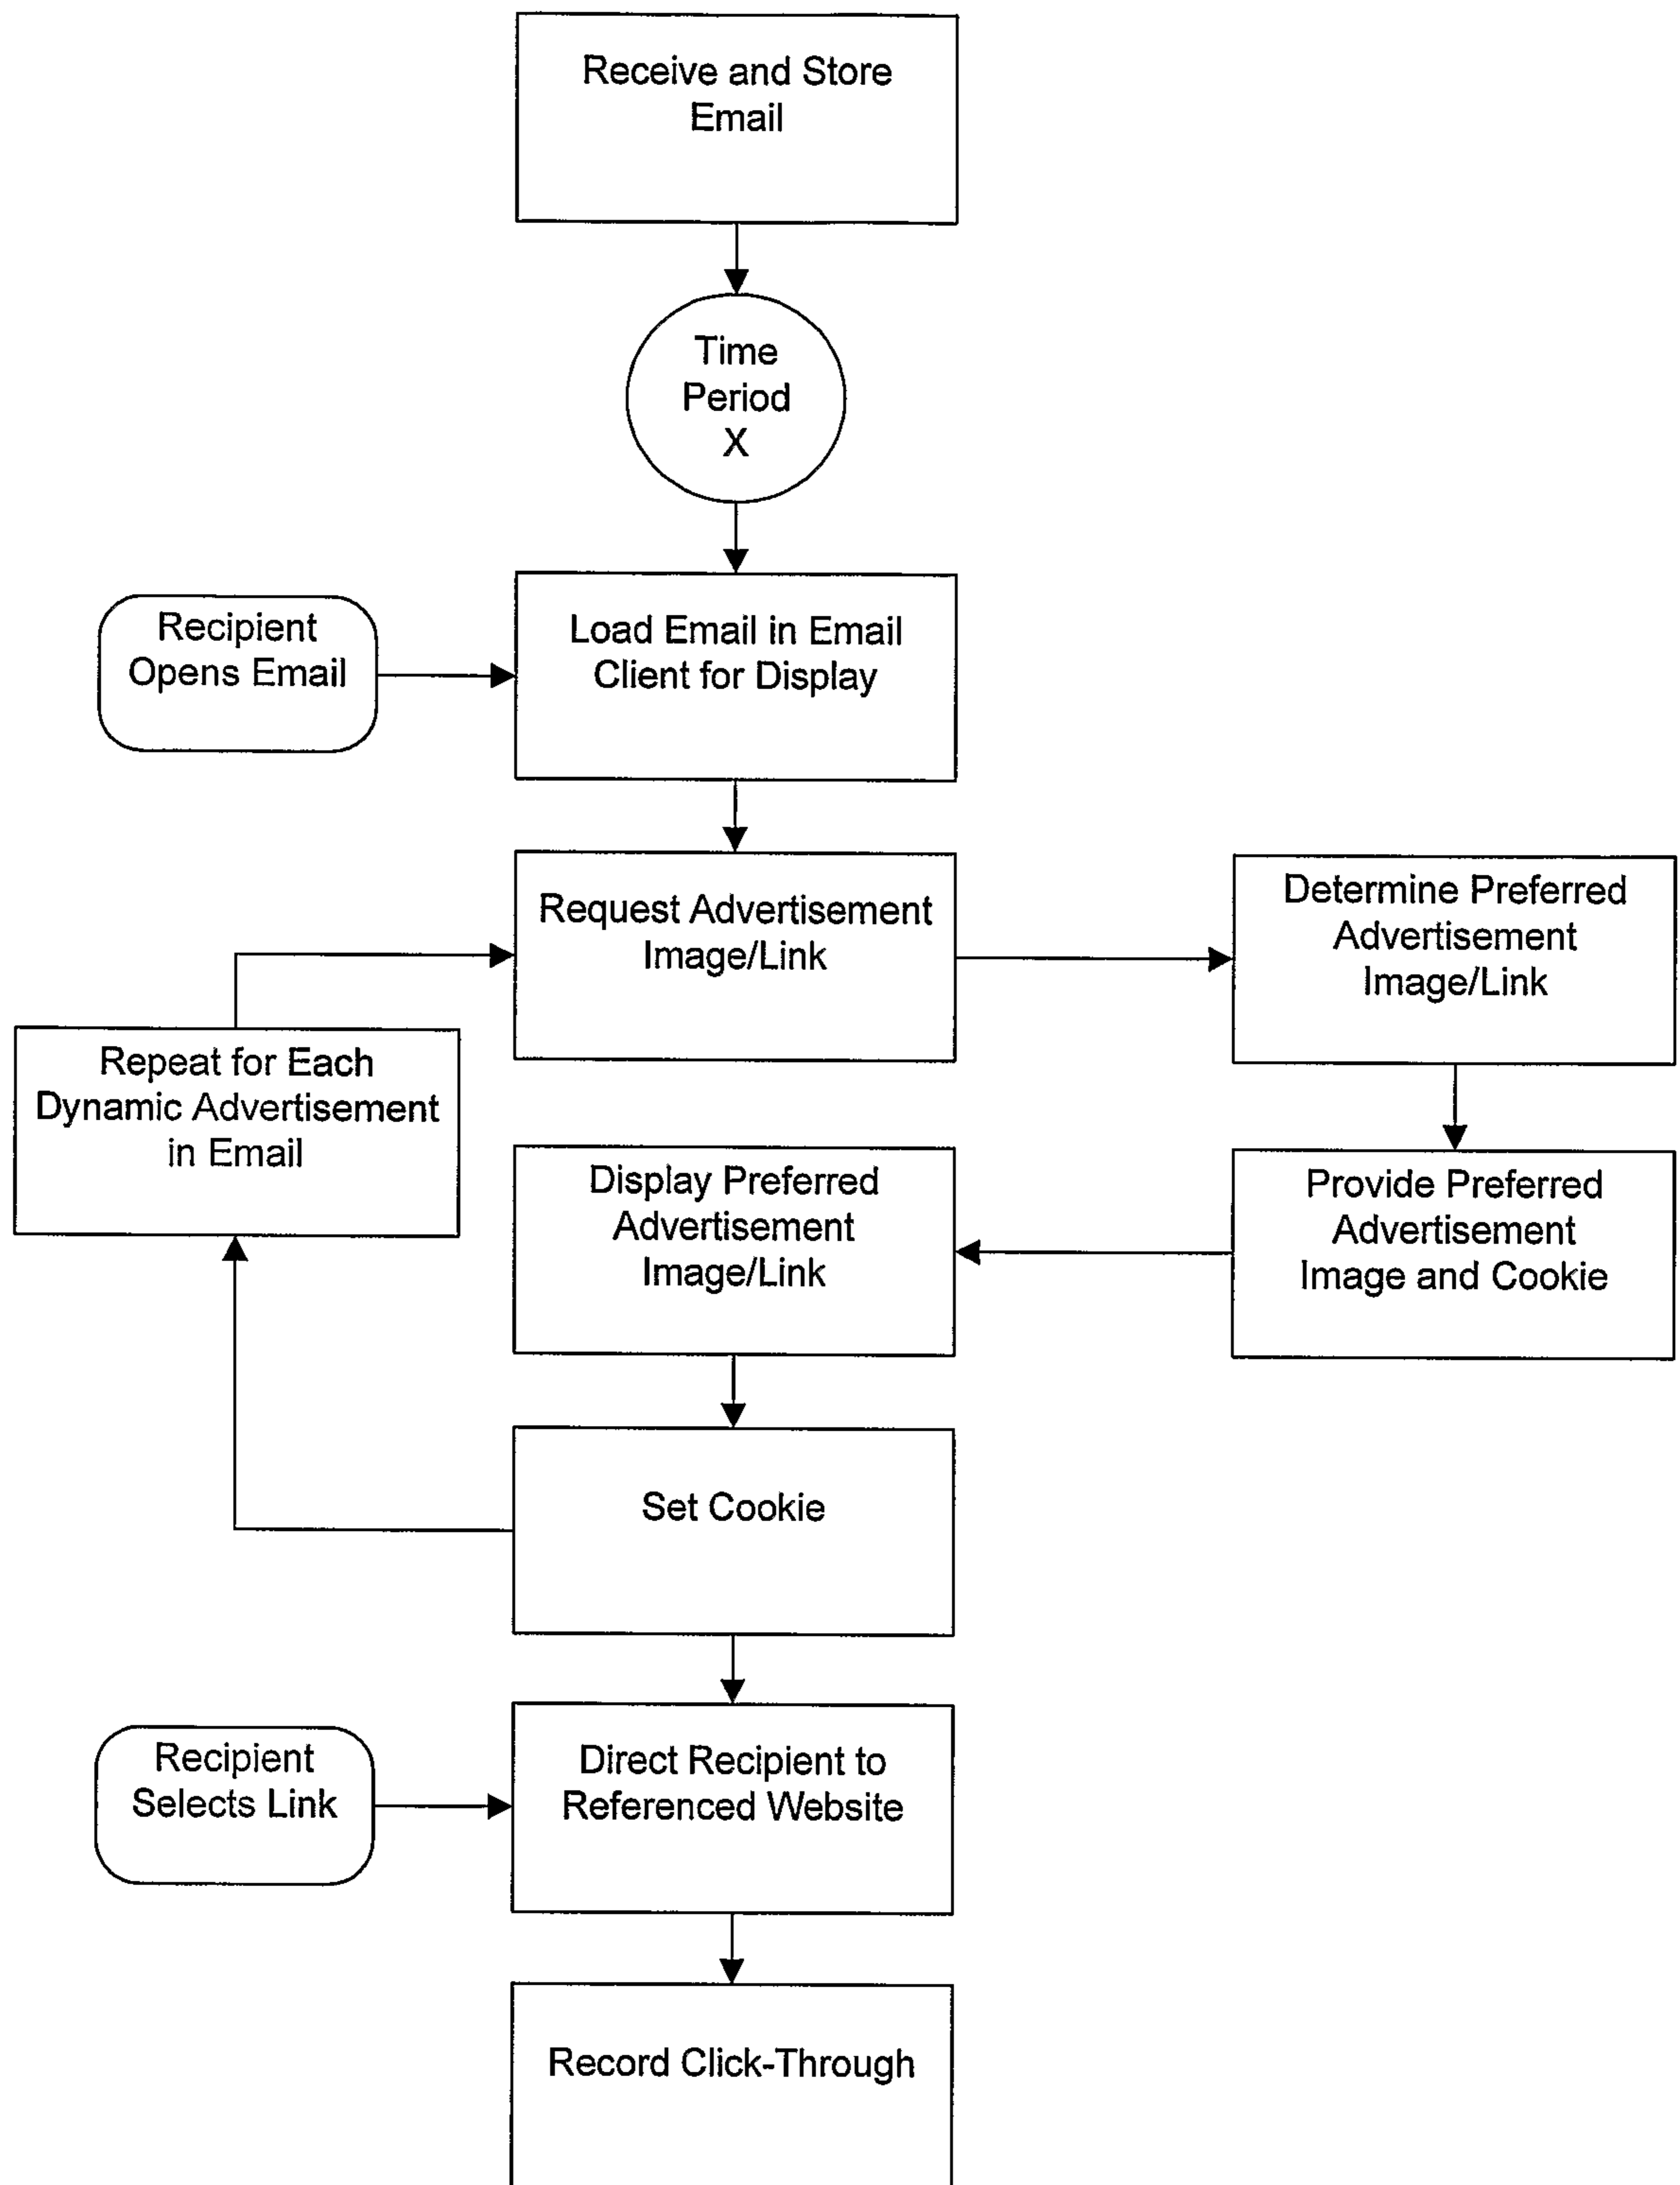 Receive and Store
Email
Time
Period
X
Recipient
Opens Email
Load Email in Email
Client for Display
Request Advertisement
Image/Link
Determine Preferred
Advertisement
Image/Link
Repeat for Each
Dynamic Advertisement
in Email
Display Preferred
Advertisement
Image/Link
Provide Preferred
Advertisement
Image and Cookie
Set Cookie
Recipient
Selects Link
Direct Recipient to
Referenced Website
Record Click-Through